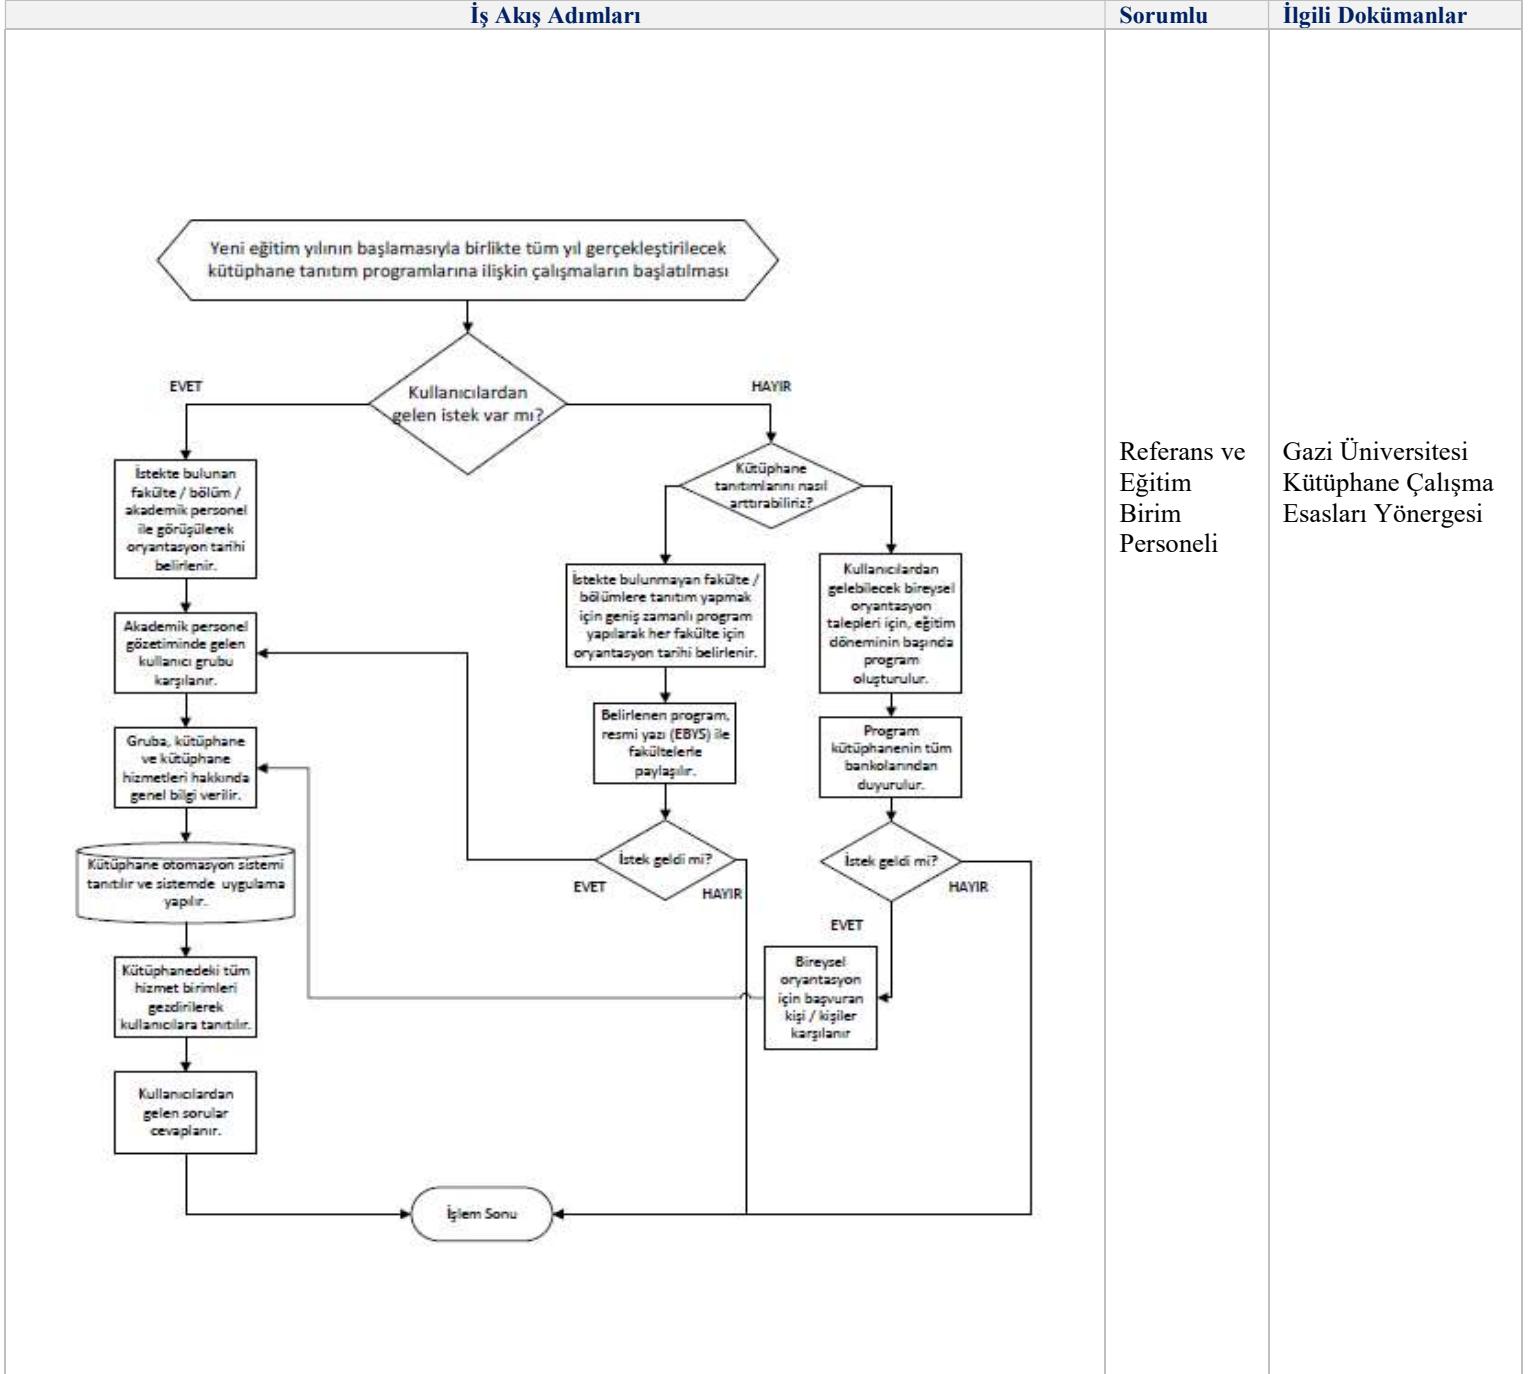 İş Akış Adımları
Sorumlu
İlgili Dokümanlar
Yeni eğitim yılının başlamasıyla birlikte tüm yıl gerçekleştirilecek
kütüphane tanıtım programlarına ilişkin çalışmaların başlatılması
Kullanıcılardan
gelen istek var mı?
EVET
HAYIR
İstekte bulunan
fakülte / bölüm /
akademik personel
ile görüşülerek
oryantasyon tarihi
belirlenir.
Akademik personel
gözetiminde gelen
kullanıcı grubu
karşılanır.
Gruba, kütüphane
ve kütüphane
hizmetleri hakkında
genel bilgi verilir.
Kütüphane otomasyon sistemi
tanıtılır ve sistemde uygulama
yapılır.
Kütüphanedeki tüm
hizmet birimleri
gezdirilerek
kullanıcılara tanıtılır.
Kullanıcılardan
gelen sorular
cevaplanır.
Kütüphane
tanıtımlarını nasıl
arttırabiliriz?
İstekte bulunmayan fakülte /
bölümlere tanıtım yapmak
için geniş zamanlı program
yapılarak her fakülte için
oryantasyon tarihi belirlenir.
Belirlenen program,
resmi yazı (EBYS) ile
fakültelerle
paylaşılır.
İstek geldi mi?
EVET
HAYIR
Kullanıcılardan
gelebilecek bireysel
oryantasyon
talepleri için, eğitim
döneminin başında
program
oluşturulur.
Program
kütüphanenin tüm
bankolarından
duyurulur.
İstek geldi mi?
HAYIR
EVET
Bireysel
oryantasyon
için başvuran
kişi / kişiler
karşılanır
İşlem Sonu
Referans ve
Eğitim
Birim
Personeli
Gazi Üniversitesi
Kütüphane Çalışma
Esasları Yönergesi